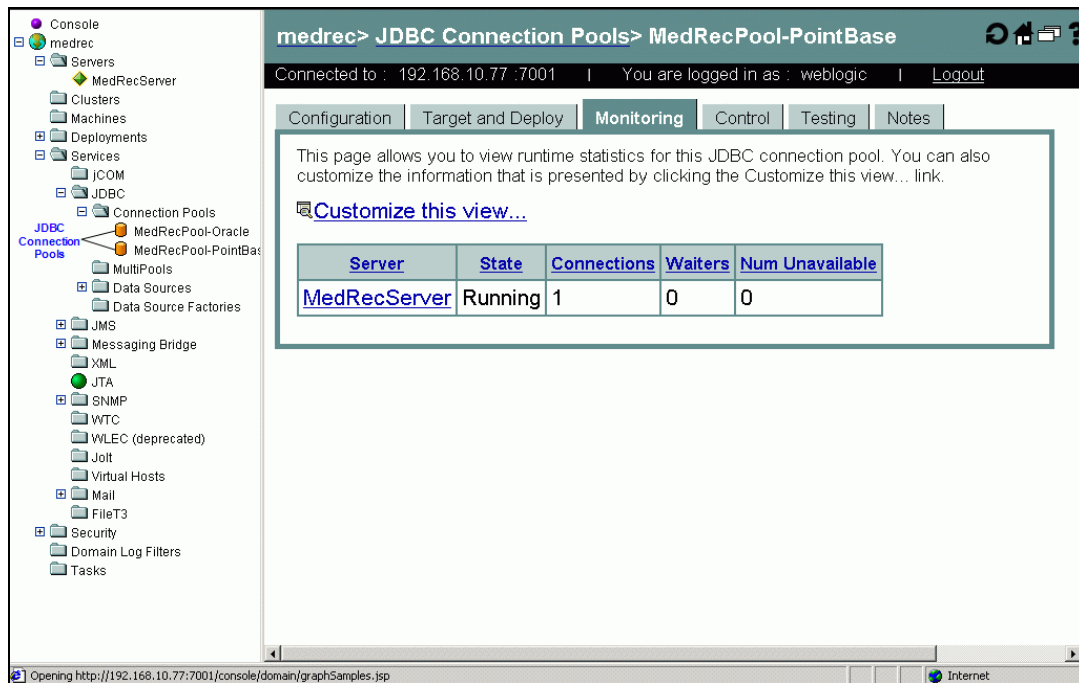 Console
medrec
Servers
MedRecServer
Clusters
Machines
Deployments
Services
jCOM
JDBC
Connection Pools
MedRecPool-Oracle
MedRecPool-PointBas
JDBC
Connection
Pools
MultiPools
Data Sources
Data Source Factories
JMS
Messaging Bridge
XML
JTA
SNMP
WTC
WLEC (deprecated)
Jolt
Virtual Hosts
Mail
FileT3
Security
Domain Log Filters
Tasks
medrec> JDBC Connection Pools> MedRecPool-PointBase
?
Connected to : 192.168.10.77 :7001 | You are logged in as : weblogic | Logout
Configuration Target and Deploy Monitoring Control Testing Notes
This page allows you to view runtime statistics for this JDBC connection pool. You can also
customize the information that is presented by clicking the Customize this view... link.
Customize this view...
Server State Connections Waiters Num Unavailable
MedRecServer Running 1 0 0
Opening http://192.168.10.77:7001/console/domain/graphSamples.jsp
Internet